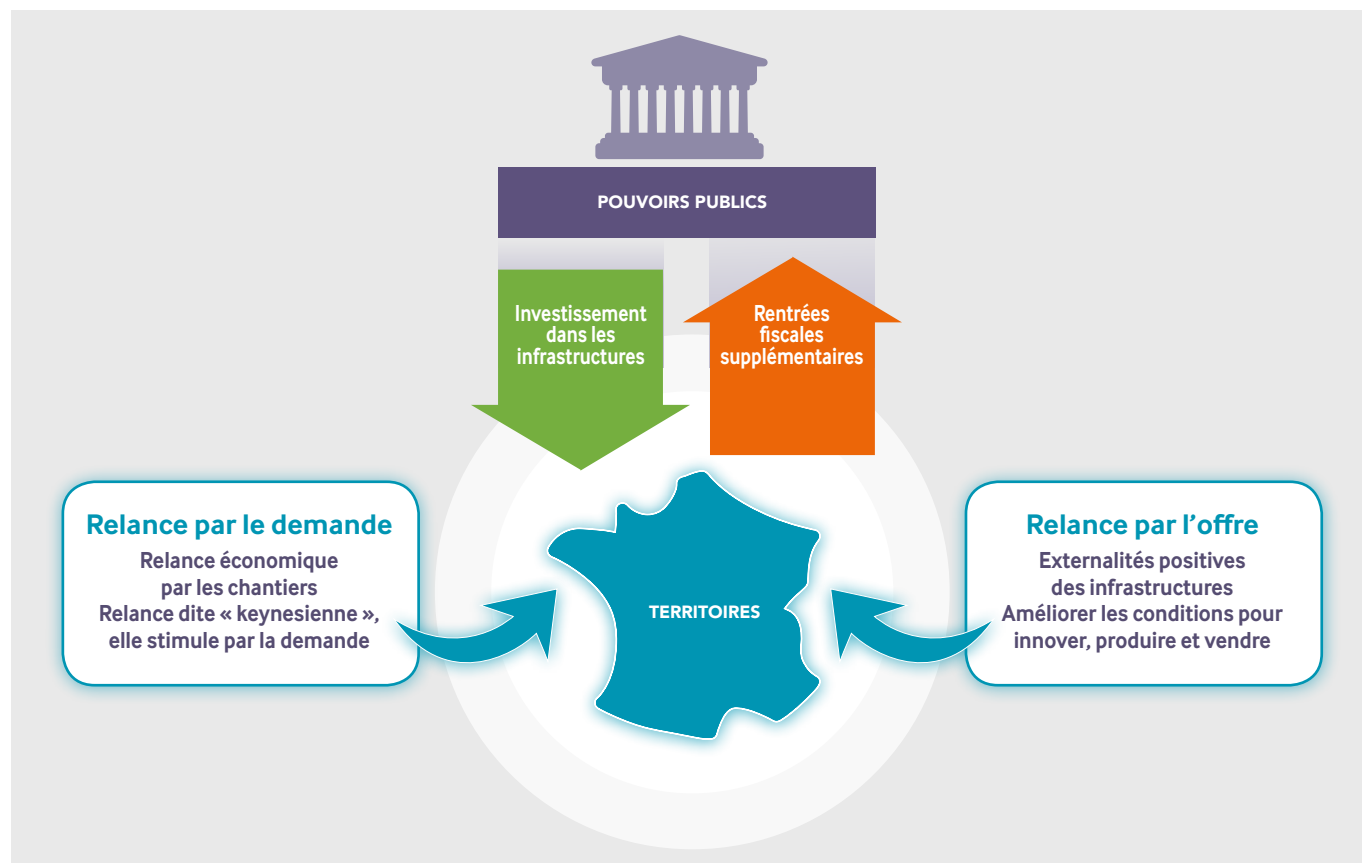 POUVOIRS PUBLICS
Investissement
dans les
infrastructures
Rentrées
fiscales
supplémentaires
Relance par le demande
Relance économique
par les chantiers
Relance dite « keynesienne »,
elle stimule par la demande
TERRITOIRES
Relance par l’offre
Externalités positives
des infrastructures
Améliorer les conditions pour
innover, produire et vendre